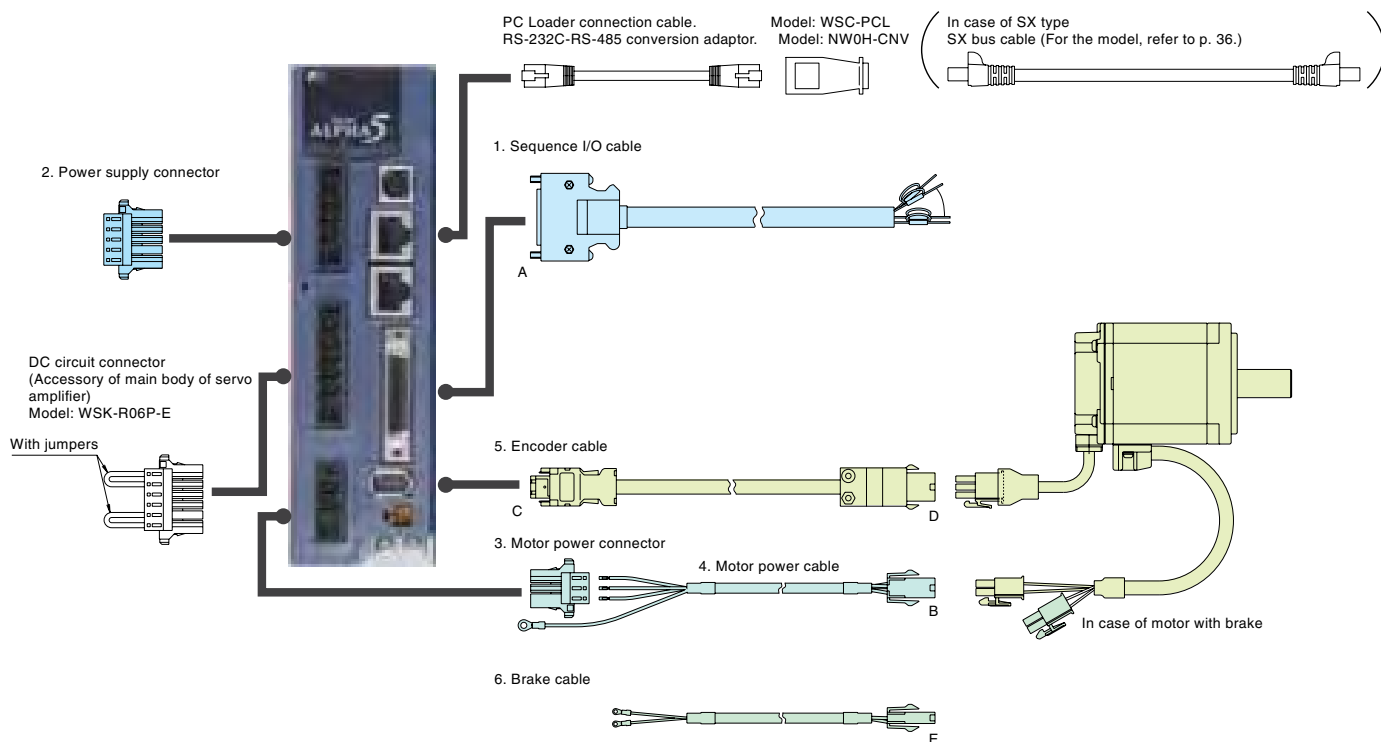 PC Loader connection cable. Model: WSC-PCL
RS-232C-RS-485 conversion adaptor. Model: NW0H-CNV
In case of SX type
SX bus cable (For the model, refer to p. 36.)
ALPHA5
1. Sequence I/O cable
2. Power supply connector
A
DC circuit connector
(Accessory of main body of servo
amplifier)
Model: WSK-R06P-E
With jumpers
5. Encoder cable
C
D
3. Motor power connector
4. Motor power cable
B
In case of motor with brake
6. Brake cable
E